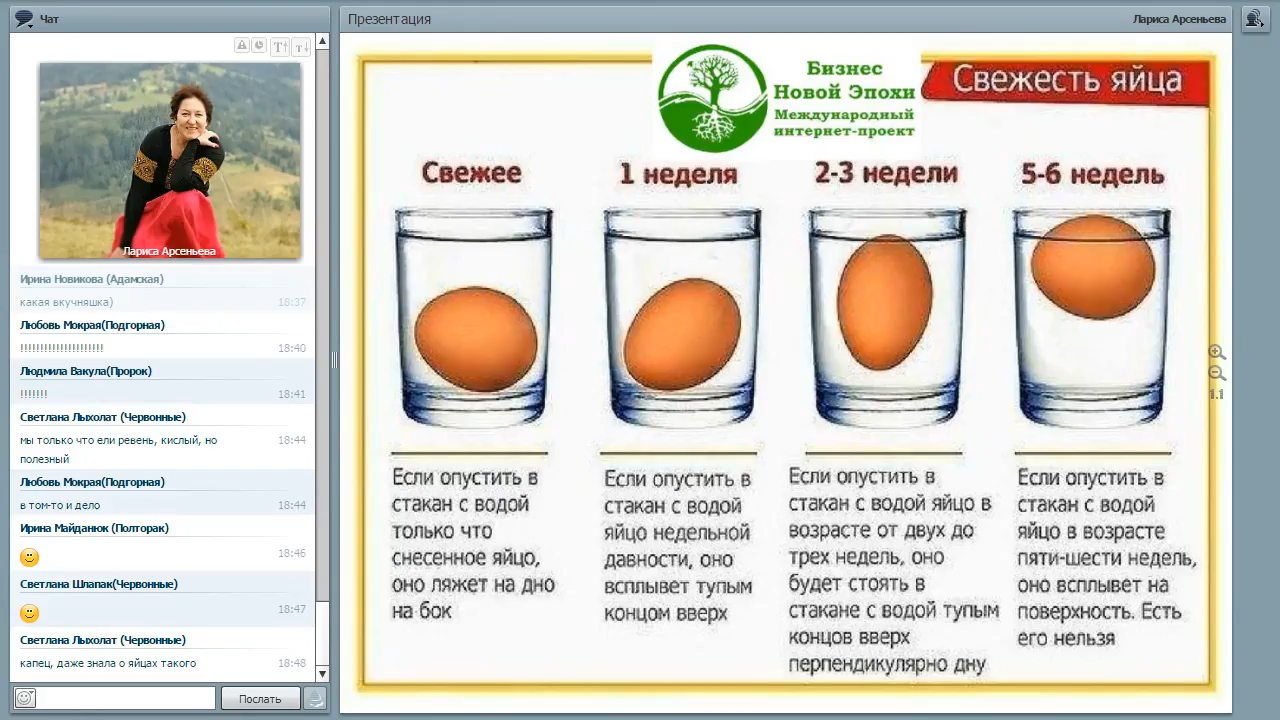 Чат
Лариса Арсеньева
Ирина Новикова (Адамская)
какая вкучняшка) 18:37
Любовь Мокрая(Подгорная)
!!!!!!!!!!!!!!!!!!!!! 18:40
Людмила Вакула(Пророк)
!!!!!!! 18:41
Светлана Лыхолат (Червонные)
мы только что ели ревень, кислый, но 18:44
полезный
Любовь Мокрая(Подгорная)
в том-то и дело 18:44
Ирина Майданюк (Полторак)
18:46
Светлана Шлапак(Червонные)
18:47
Светлана Лыхолат (Червонные)
капец, даже знала о яйцах такого 18:48
Послать
Презентация
Лариса Арсеньева
Бизнес
Новой Эпохи
Международный
интернет-проект
Свежесть яйца
Свежее
Если опустить в
стакан с водой
только что
снесенное яйцо,
оно ляжет на дно
на бок
1 неделя
Если опустить в
стакан с водой
яйцо недельной
давности, оно
всплывет тупым
концом вверх
2-3 недели
Если опустить в
стакан с водой яйцо в
возрасте от двух до
трех недель, оно
будет стоять в
стакане с водой тупым
концов вверх
перпендикулярно дну
5-6 недель
Если опустить в
стакан с водой
яйцо в возрасте
пяти-шести недель,
оно всплывет на
поверхность. Есть
его нельзя
1.1